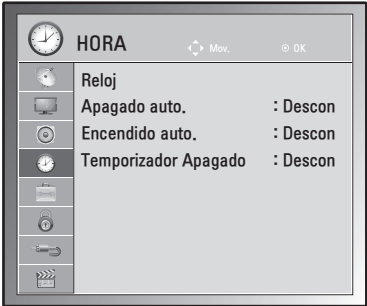 HORA Mov. OK
Reloj
Apagado auto. : Descon
Encendido auto. : Descon
Temporizador Apagado : Descon